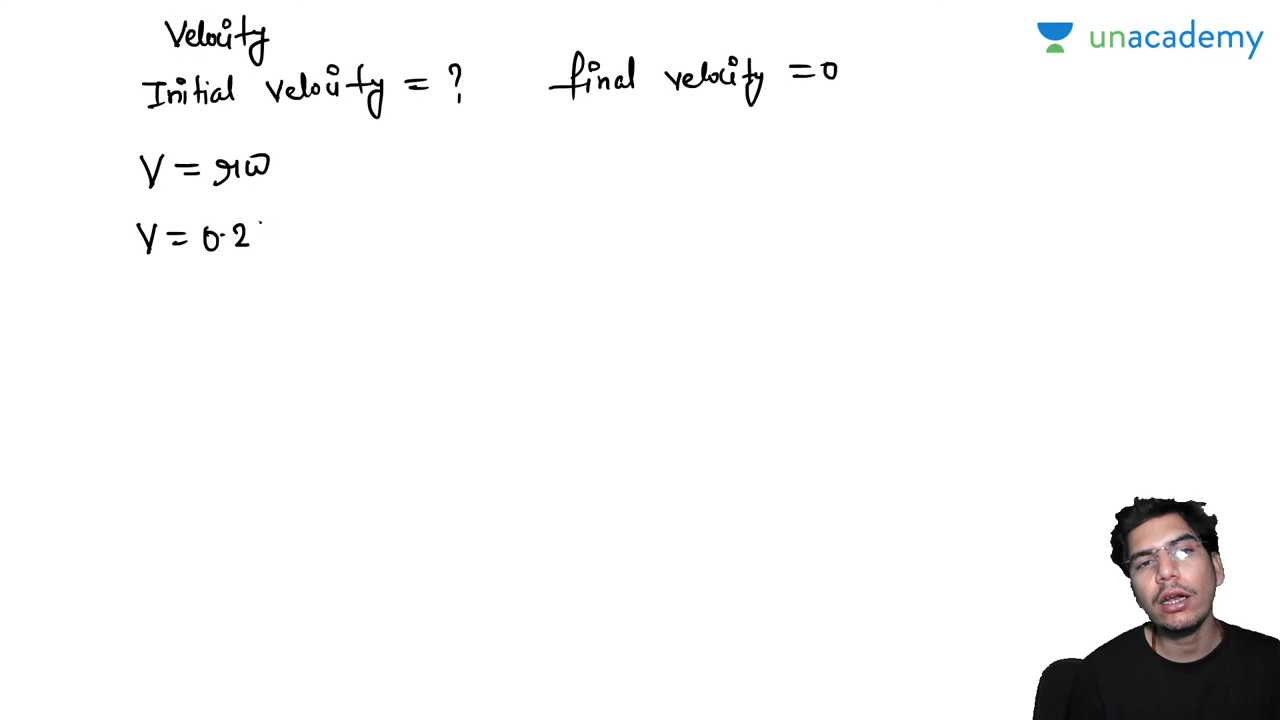 Velocity
unacademy
Initial velocity = ? final velocity = 0
V = rω
V = 0.2